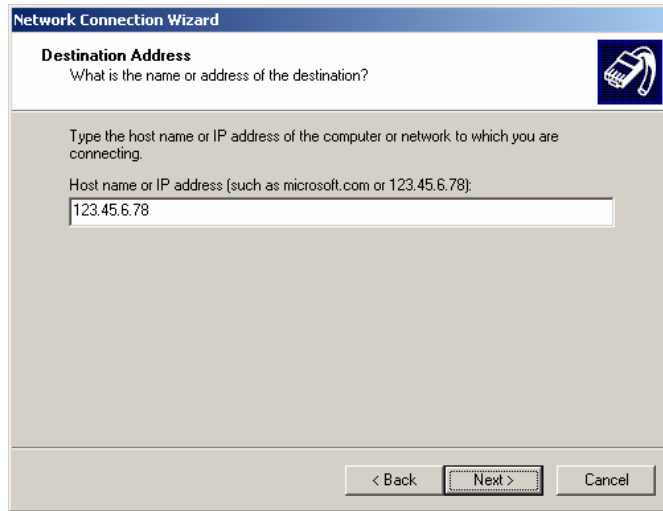 Network Connection Wizard
Destination Address
What is the name or address of the destination?
Type the host name or IP address of the computer or network to which you are
connecting.
Host name or IP address (such as microsoft.com or 123.45.6.78):
123.45.6.78
< Back Next > Cancel